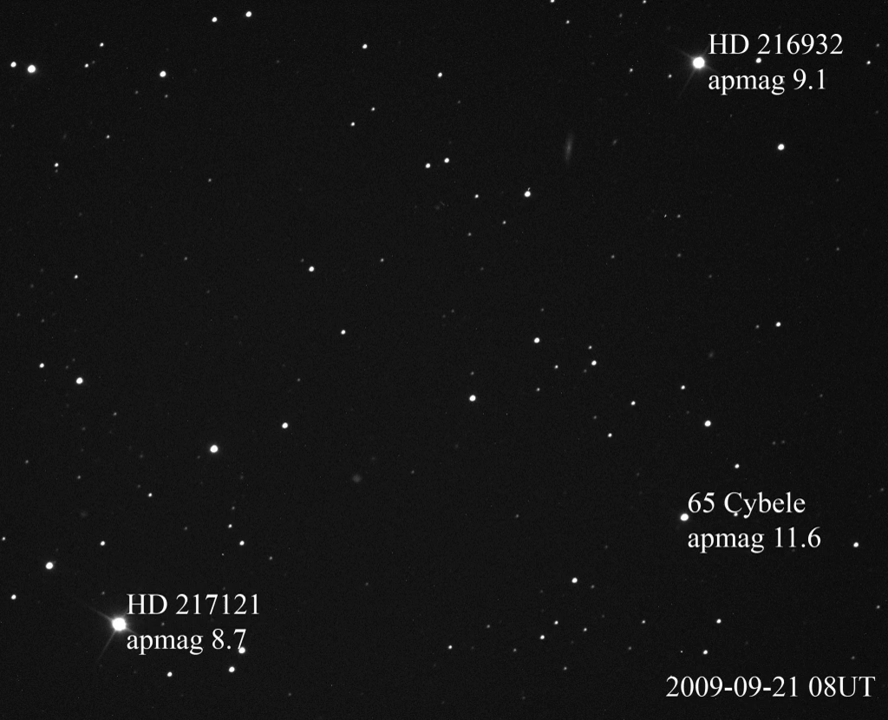 HD 216932
apmag 9.1
65 Cybele
apmag 11.6
HD 217121
apmag 8.7
2009-09-21 08UT